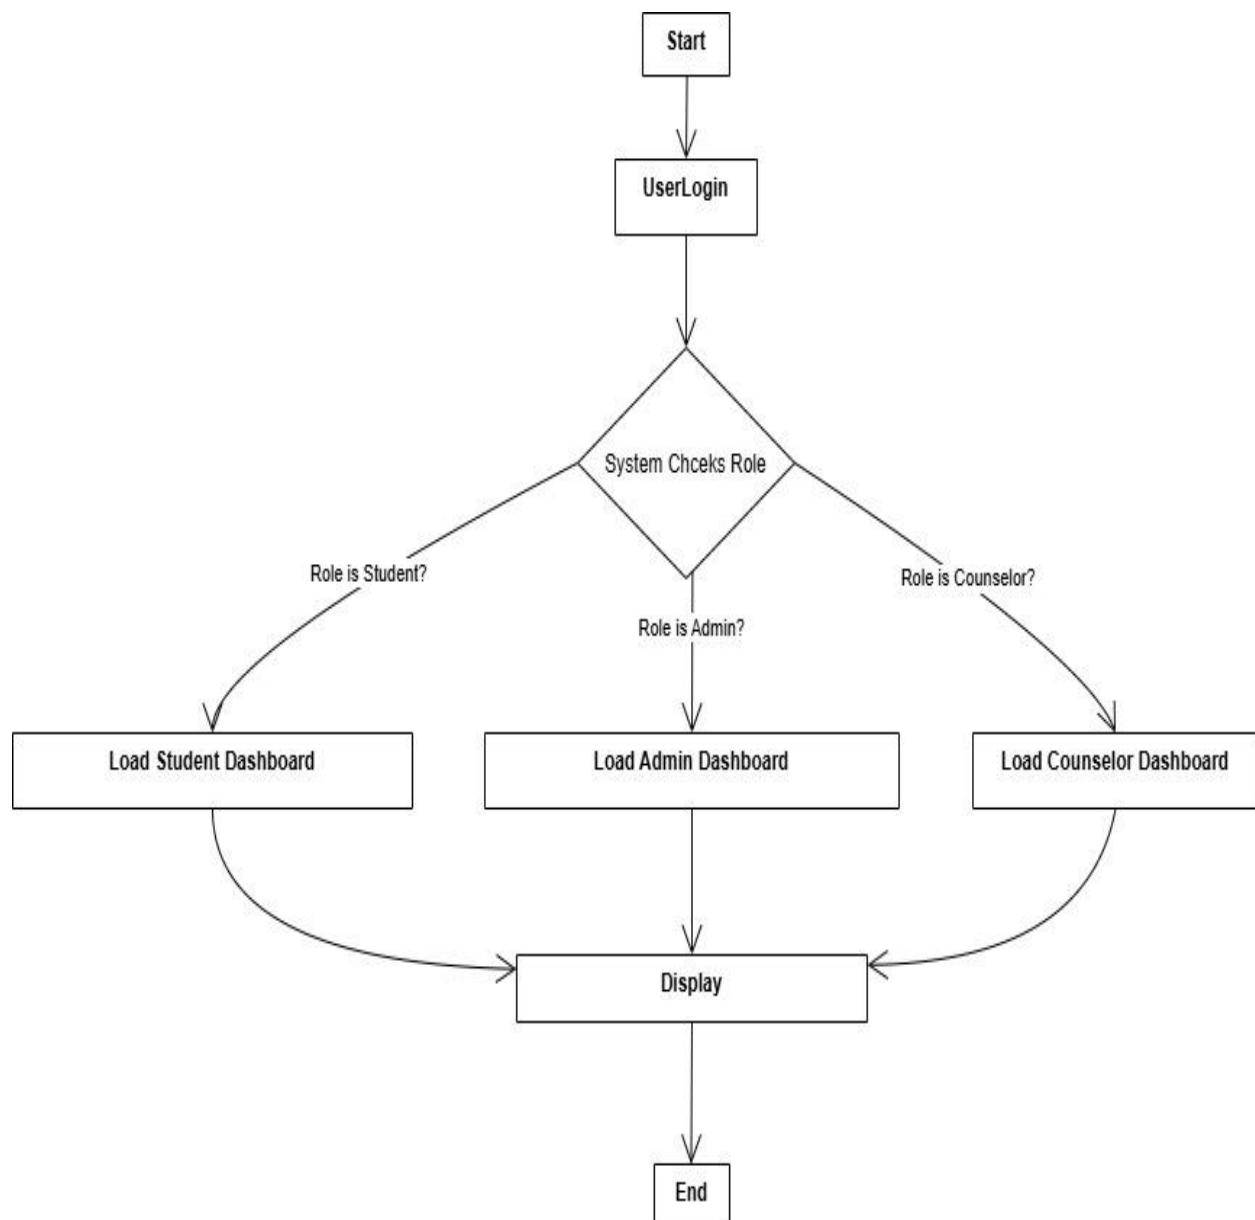 Start
UserLogin
System Chceks Role
Role is Student?
Role is Counselor?
Role is Admin?
Load Student Dashboard
Load Admin Dashboard
Load Counselor Dashboard
Display
End